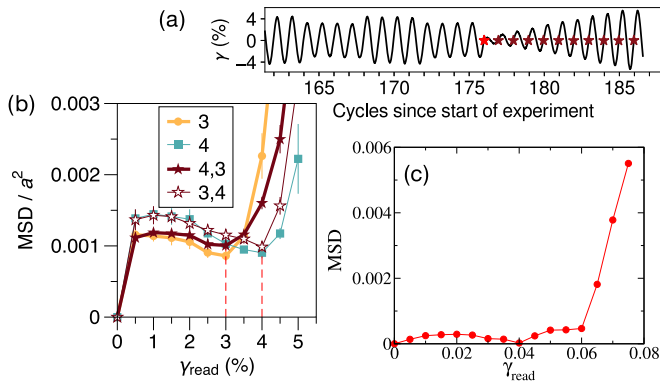 (a)
γ (%)
4
0
-4
165 170 175 180 185
Cycles since start of experiment
(b)
MSD / a²
0.003
0.002
0.001
0
3
4
4,3
3,4
0 1 2 3 4 5
γread (%)
(c)
MSD
0.006
0.004
0.002
0
0 0.02 0.04 0.06 0.08
γread